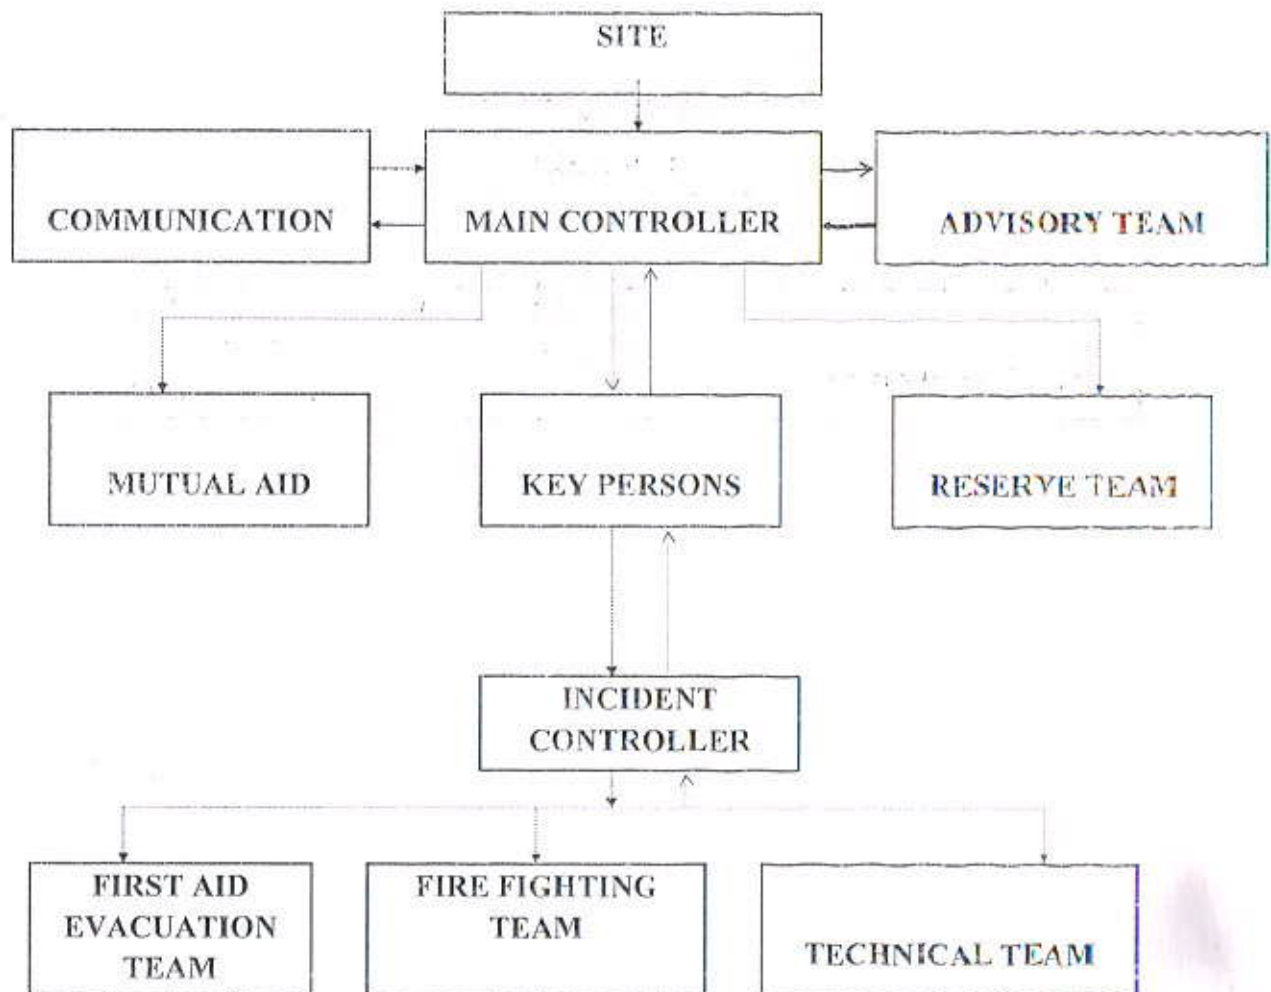 SITE
COMMUNICATION
MAIN CONTROLLER
ADVISORY TEAM
MUTUAL AID
KEY PERSONS
RESERVE TEAM
INCIDENT
CONTROLLER
FIRST AID
EVACUATION
TEAM
FIRE FIGHTING
TEAM
TECHNICAL TEAM